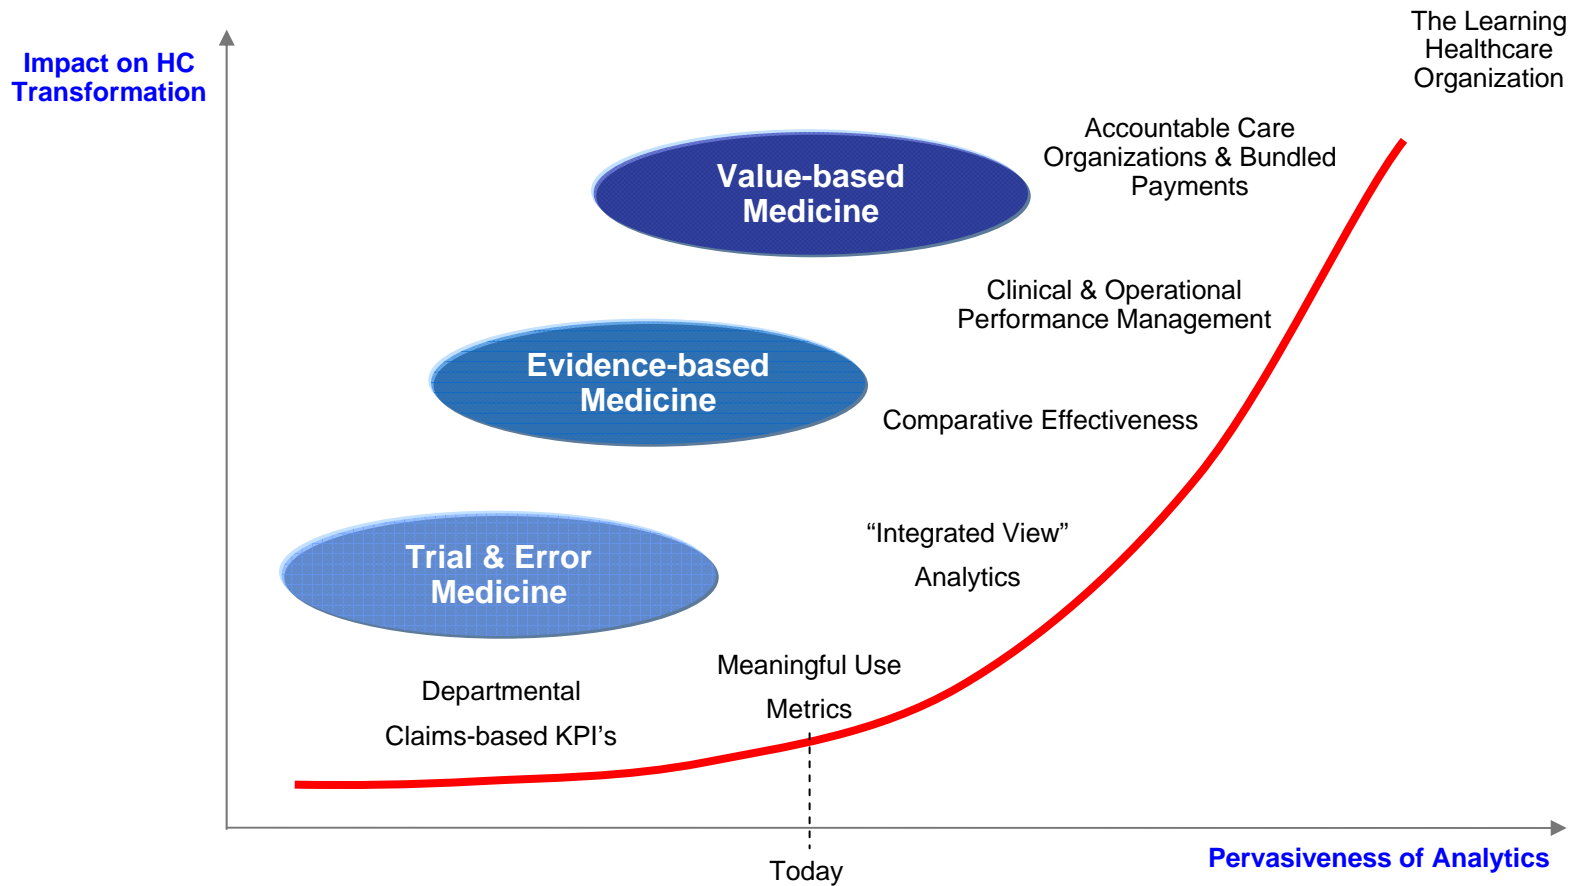 The Learning
Healthcare
Organization
Impact on HC
Transformation
Accountable Care
Organizations & Bundled
Payments
Value-based
Medicine
Clinical & Operational
Performance Management
Evidence-based
Medicine
Comparative Effectiveness
“Integrated View”
Analytics
Trial & Error
Medicine
Meaningful Use
Metrics
Departmental
Claims-based KPI’s
Today
Pervasiveness of Analytics